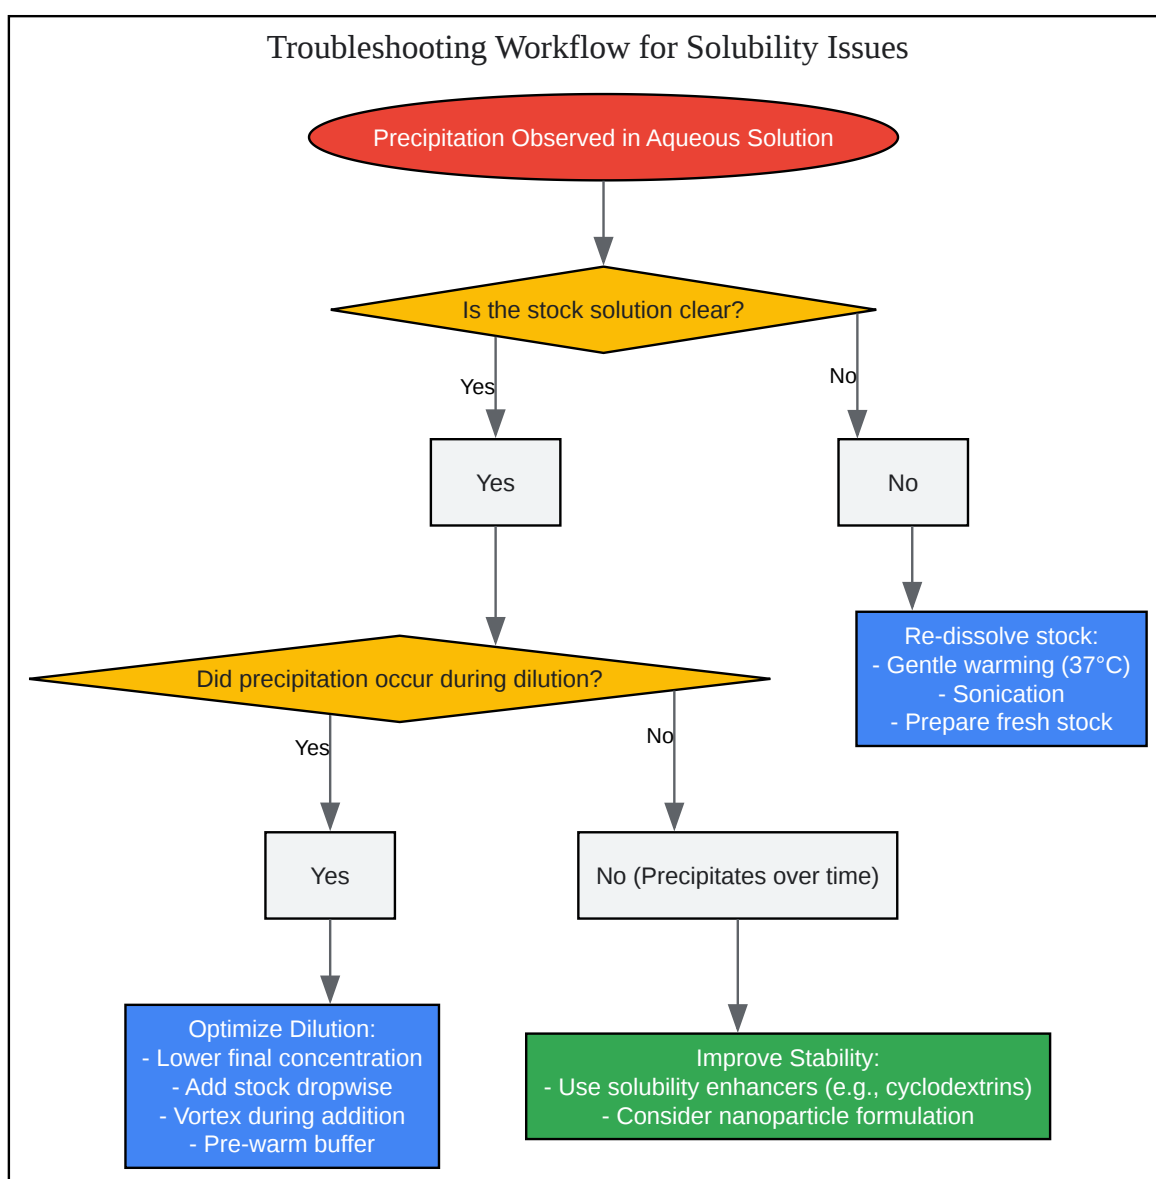 Troubleshooting Workflow for Solubility Issues
Precipitation Observed in Aqueous Solution
Is the stock solution clear?
Yes
No
Yes
No
Re-dissolve stock:
- Gentle warming (37°C)
- Sonication
- Prepare fresh stock
Did precipitation occur during dilution?
Yes
No
Yes
No (Precipitates over time)
Optimize Dilution:
- Lower final concentration
- Add stock dropwise
- Vortex during addition
- Pre-warm buffer
Improve Stability:
- Use solubility enhancers (e.g., cyclodextrins)
- Consider nanoparticle formulation